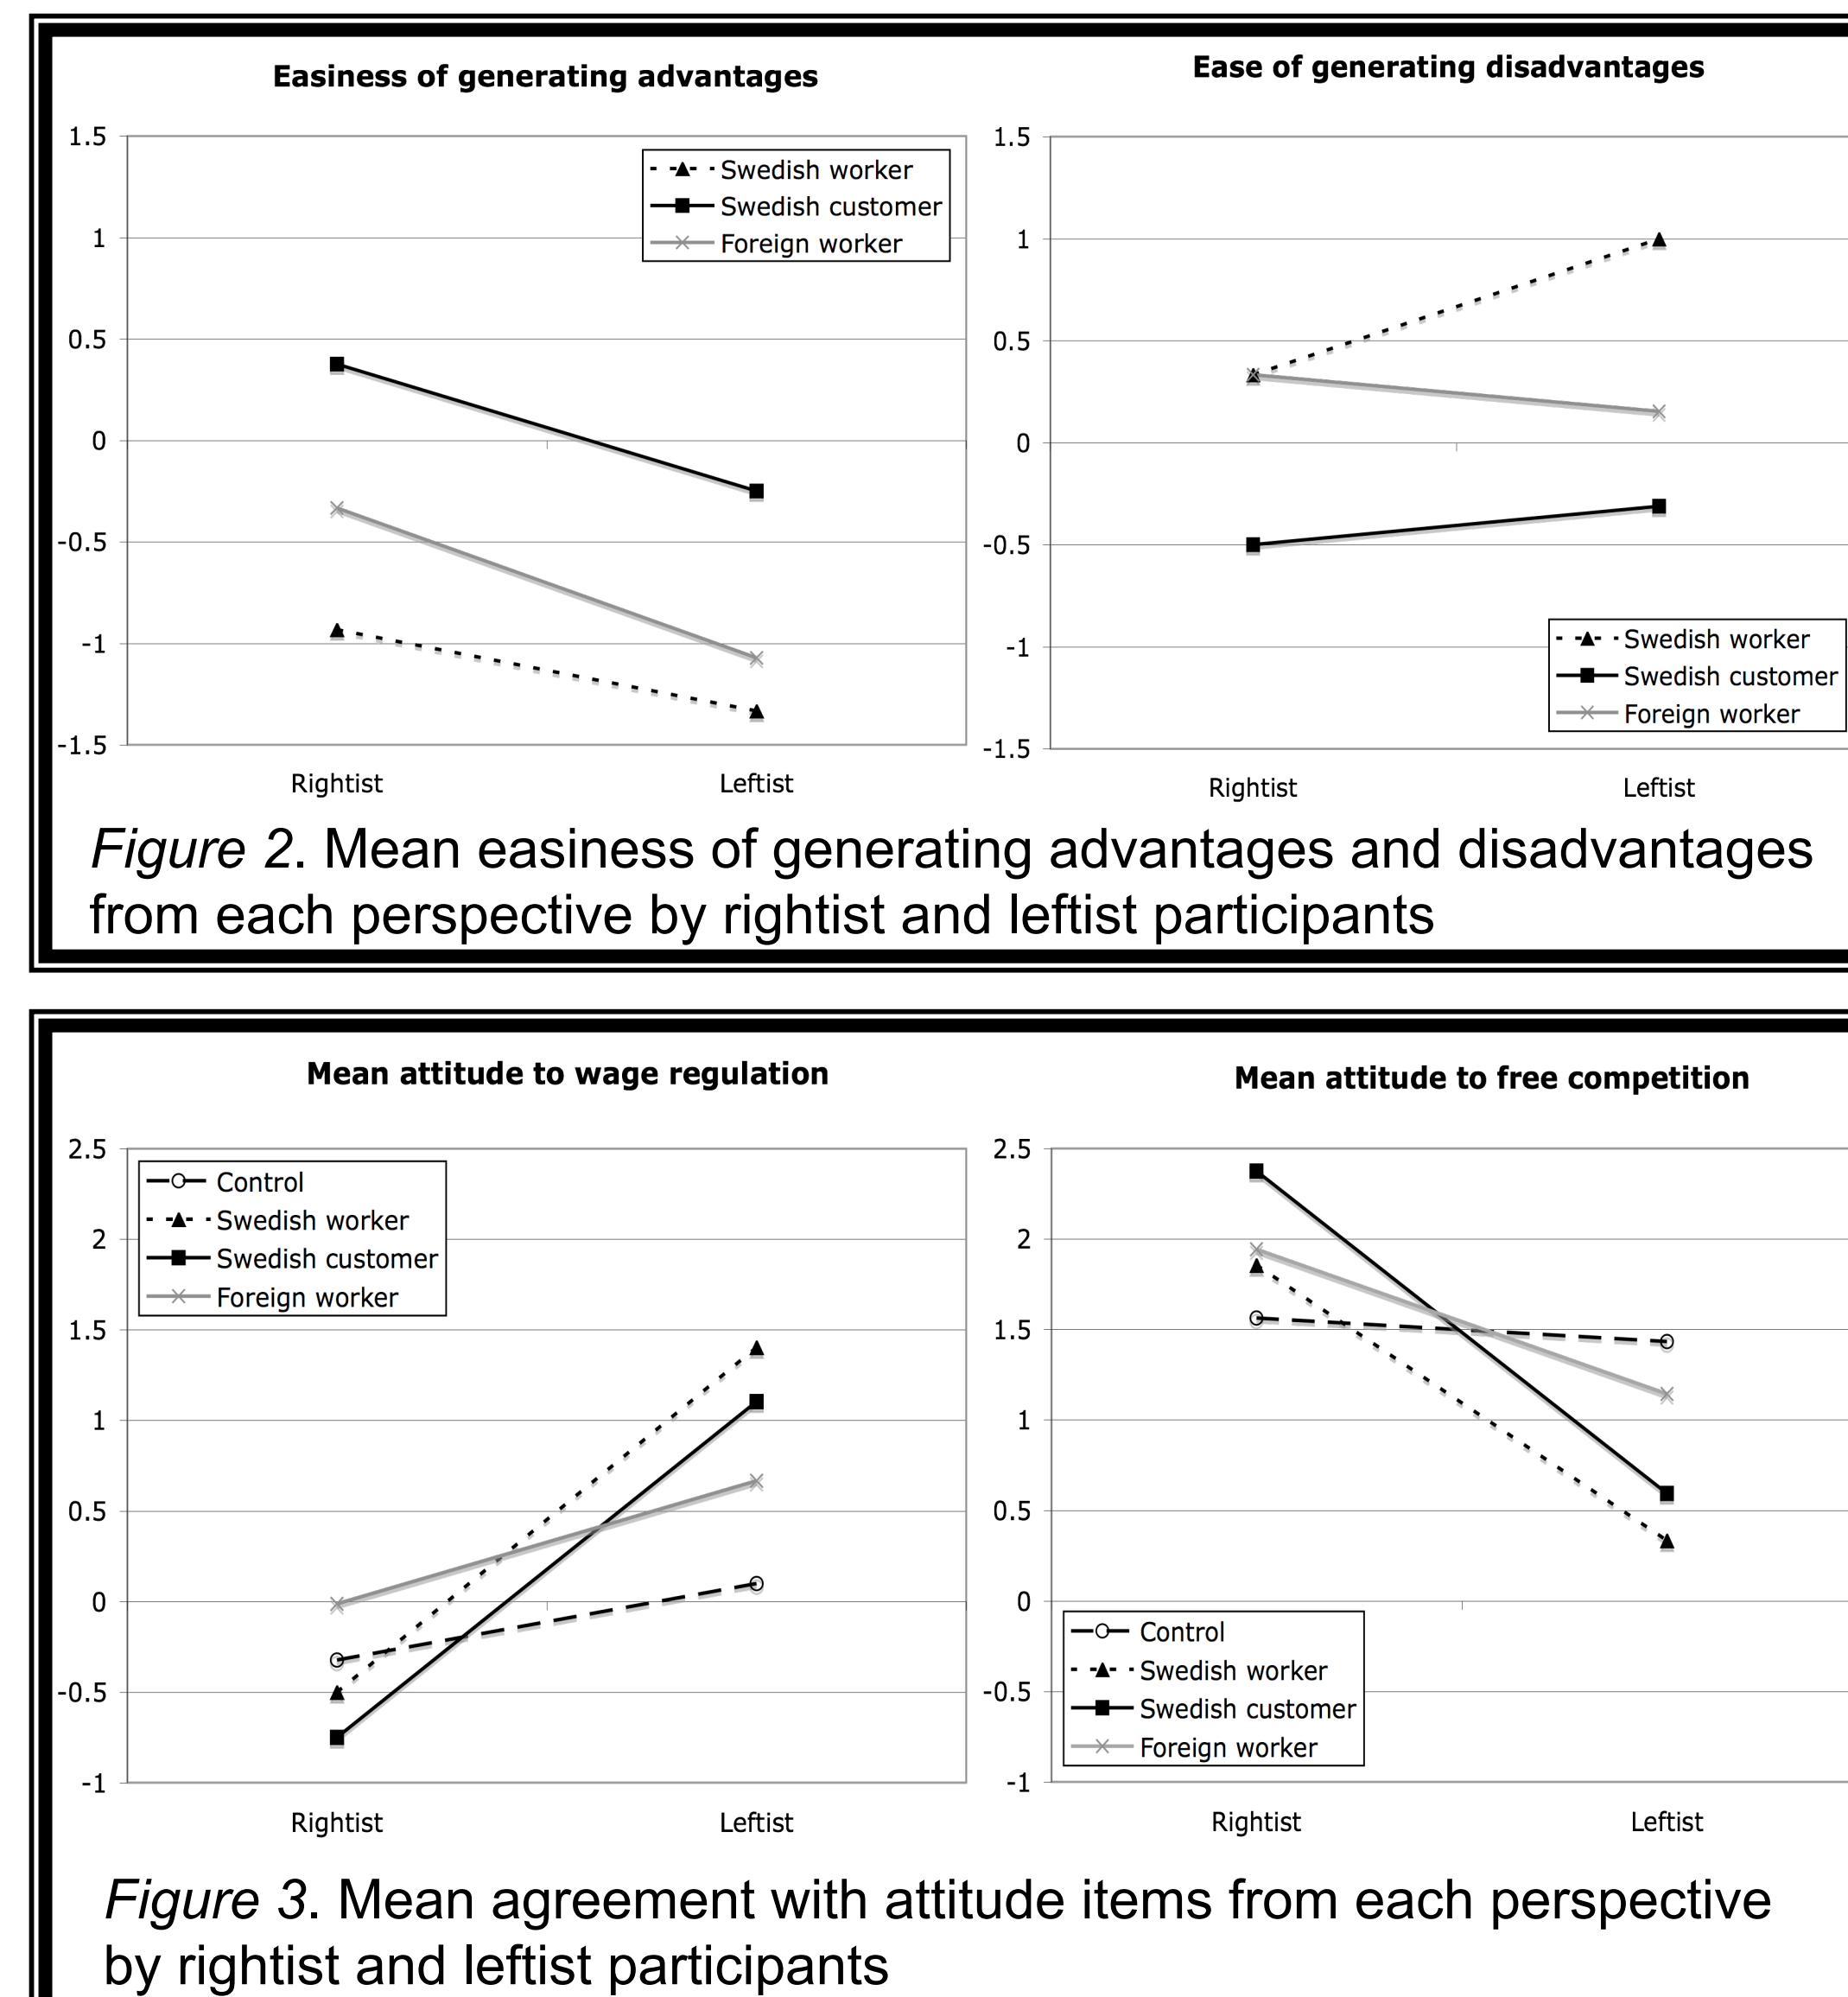 Easiness of generating advantages
1.5
1
0.5
0
-0.5
-1
-1.5
Swedish worker
Swedish customer
Foreign worker
Rightist Leftist
Ease of generating disadvantages
1.5
1
0.5
0
-0.5
-1
-1.5
Swedish worker
Swedish customer
Foreign worker
Rightist Leftist
Figure 2. Mean easiness of generating advantages and disadvantages
from each perspective by rightist and leftist participants
Mean attitude to wage regulation
2.5
2
1.5
1
0.5
0
-0.5
-1
Control
Swedish worker
Swedish customer
Foreign worker
Rightist Leftist
Mean attitude to free competition
2.5
2
1.5
1
0.5
0
-0.5
-1
Control
Swedish worker
Swedish customer
Foreign worker
Rightist Leftist
Figure 3. Mean agreement with attitude items from each perspective
by rightist and leftist participants